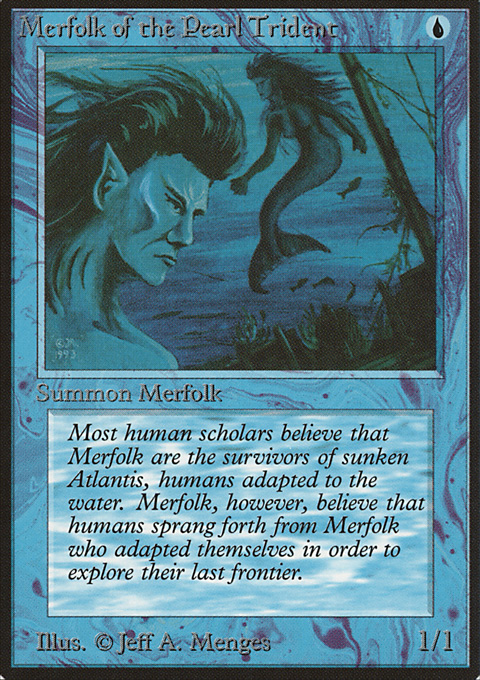 Merfolk of the Pearl Trident
1993
Summon Merfolk
Most human scholars believe that
Merfolk are the survivors of sunken
Atlantis, humans adapted to the
water. Merfolk, however, believe that
humans sprang forth from Merfolk
who adapted themselves in order to
explore their last frontier.
Illus. © Jeff A. Menges
1/1